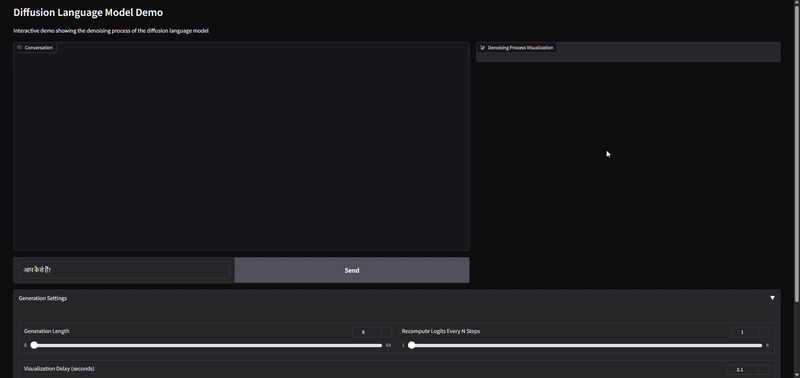 Diffusion Language Model Demo
Interactive demo showing the denoising process of the diffusion language model
Conversation
Denoising Process Visualization
आप कैसे हैं?
Send
Generation Settings
Generation Length
8
8
64
Recompute Logits Every N Steps
1
1
8
Visualization Delay (seconds)
0.1